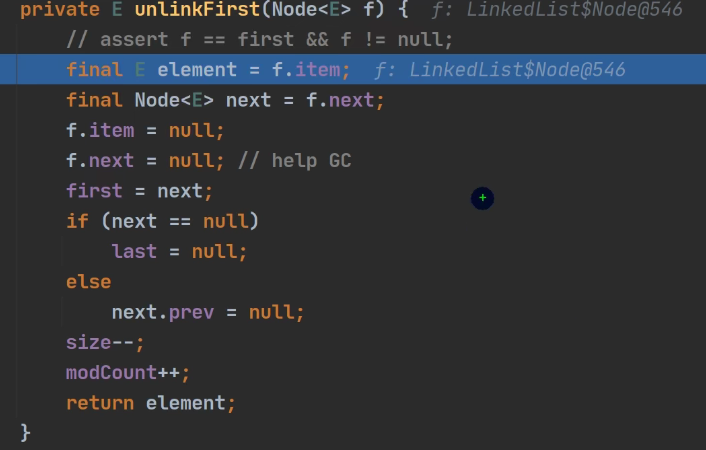 private E unlinkFirst(Node<E> f) {  f: LinkedList$Node@546
// assert f == first && f != null;
final E element = f.item;  f: LinkedList$Node@546
final Node<E> next = f.next;
f.item = null;
f.next = null; // help GC
first = next;
if (next == null)
last = null;
else
next.prev = null;
size--;
modCount++;
return element;
}